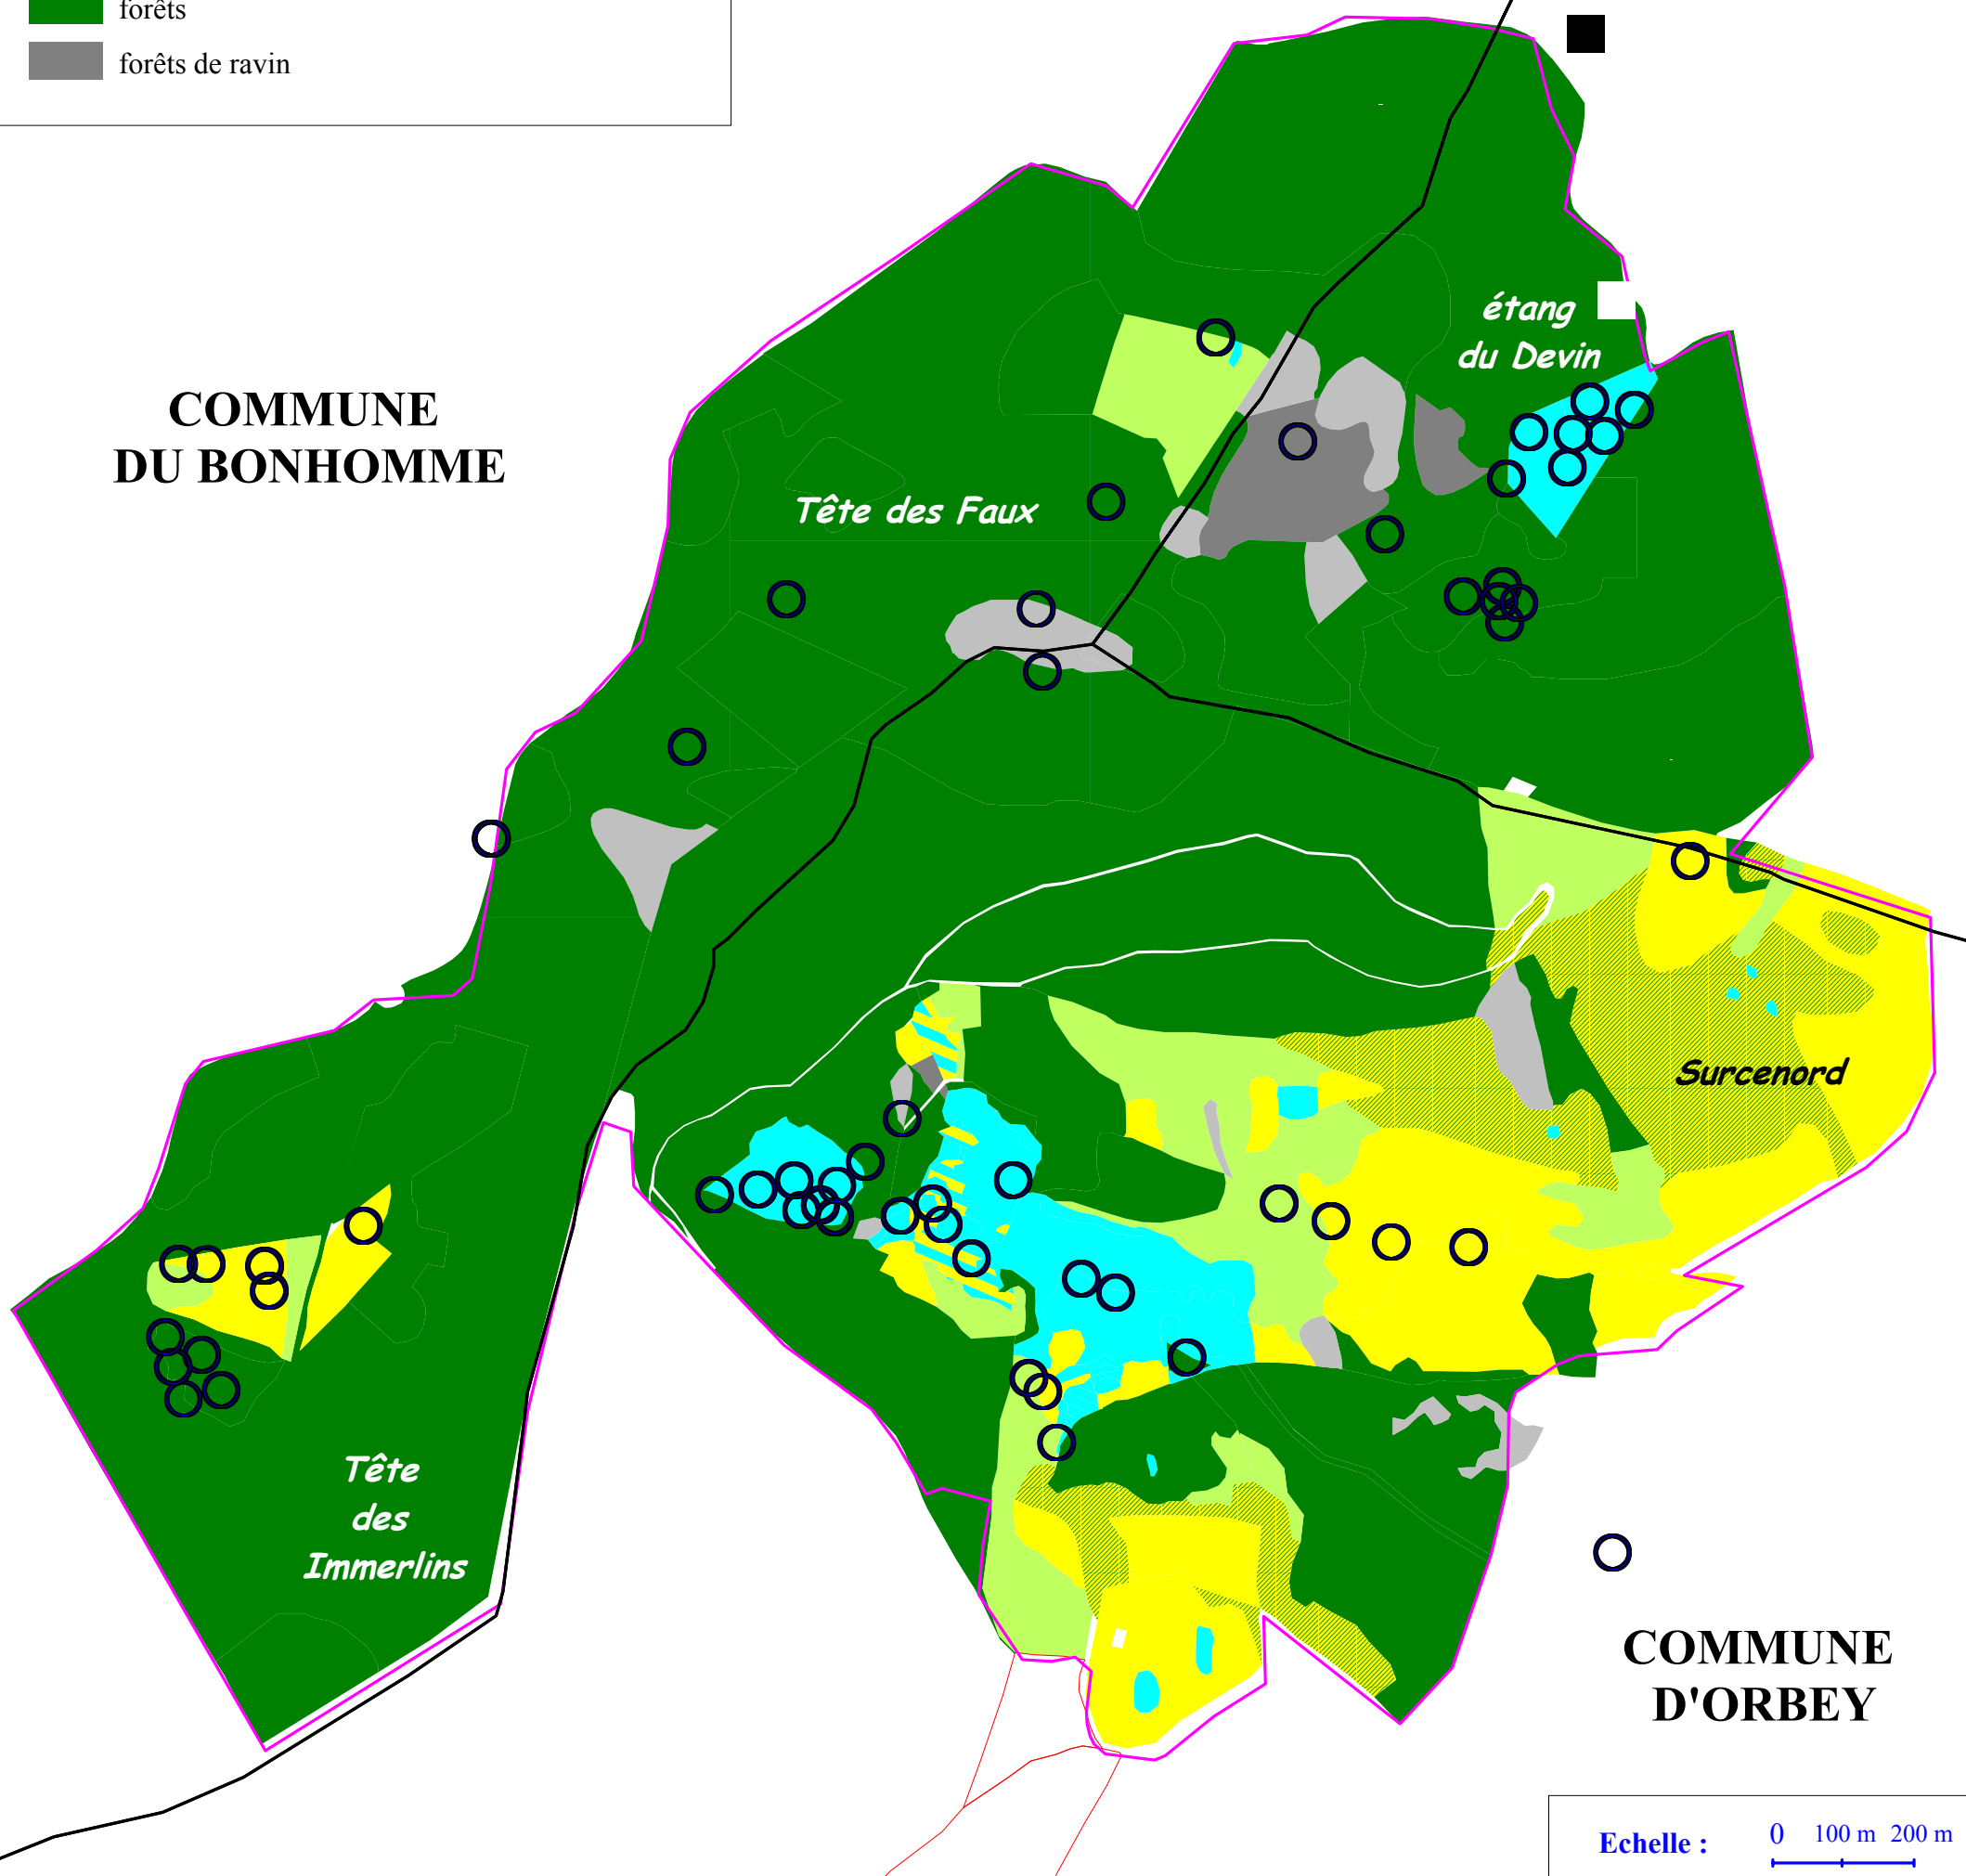 forêts
forêts de ravin
étang
du Devin
COMMUNE
DU BONHOMME
Tête des Faux
Surcenord
Tête
des
Immerlins
COMMUNE
D'ORBEY
Echelle : 0 100 m 200 m